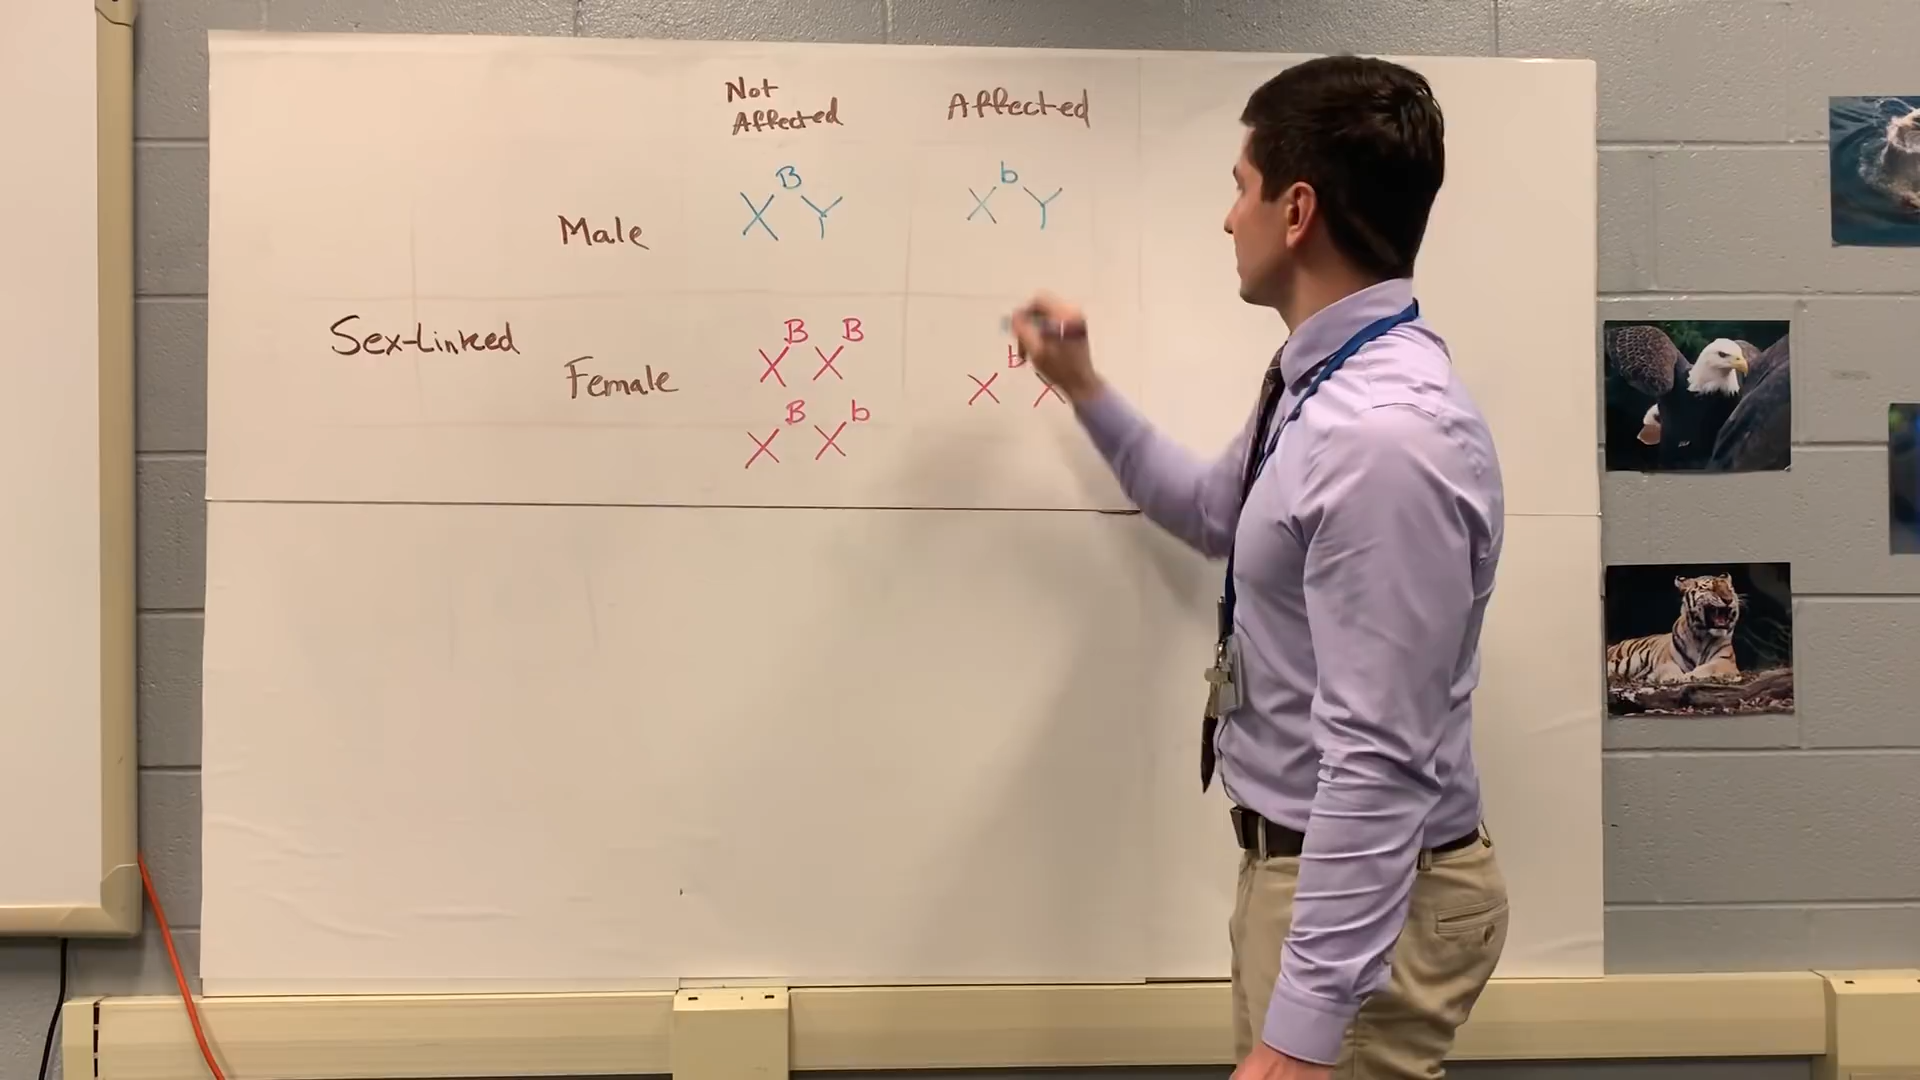 Not
Affected
Affected
X^B Y
X^b Y
Male
X^B X^B
Sex-Linked
Female
X^b X
X^B X^b